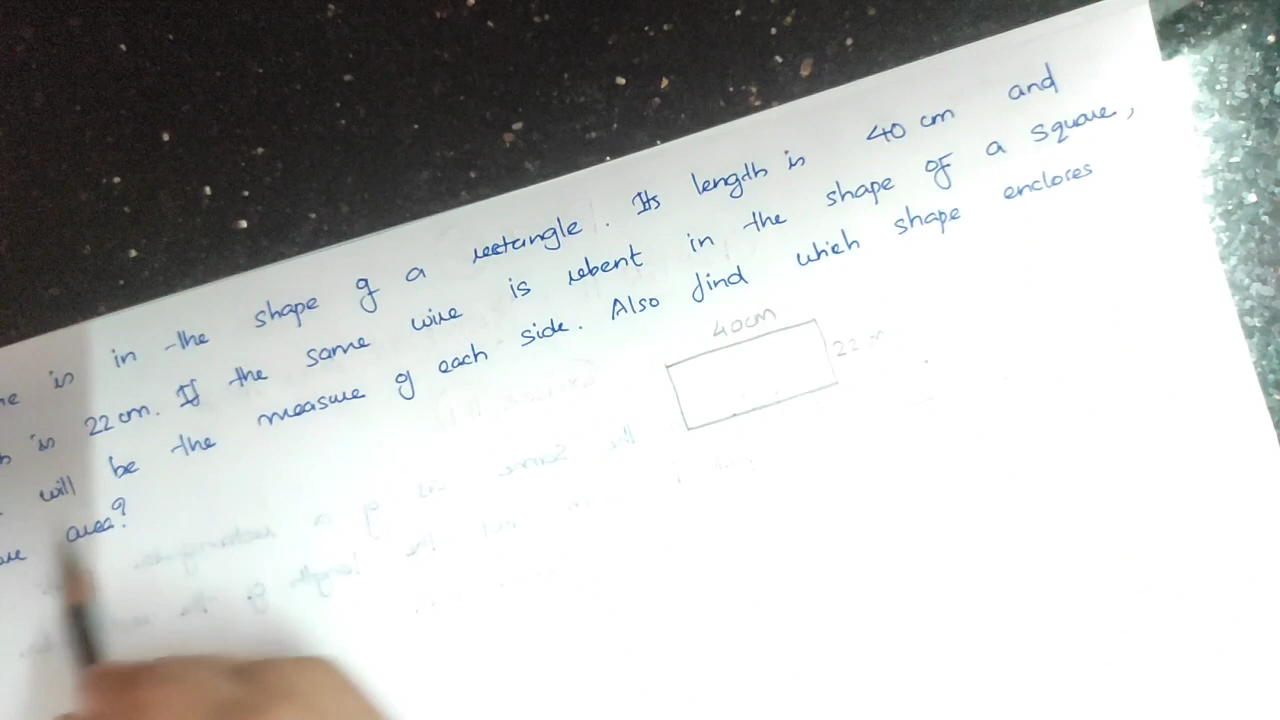 is in the shape of a rectangle. Its length is 40 cm and
is 22 cm. If the same wire is rebent in the shape of a square,
will be the measure of each side. Also find which shape encloses
area?
40cm
22